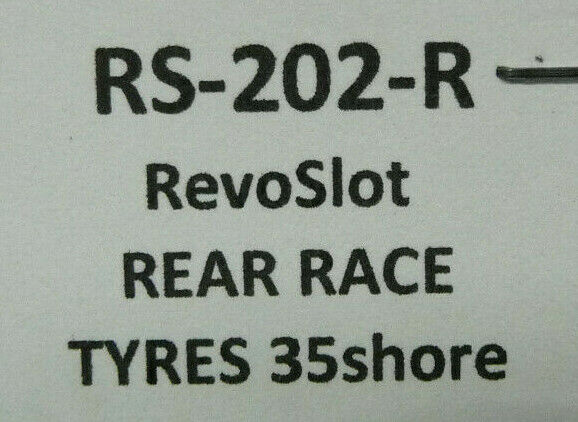 RS-202-R
RevoSlot
REAR RACE
TYRES 35shore